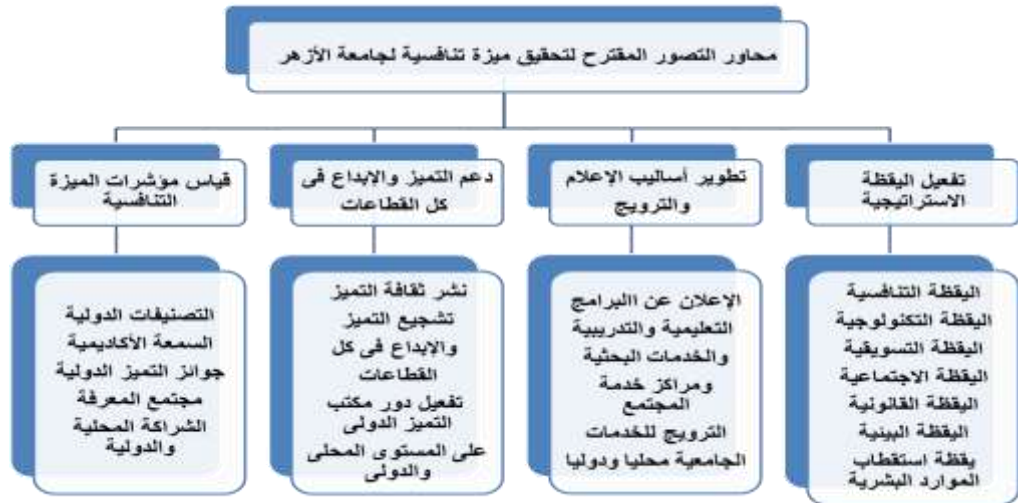 محاور التصور المقترح لتحقيق ميزة تنافسية لجامعة الأزهر
تفعيل اليقظة
الاستراتيجية
اليقظة التنافسية
اليقظة التكنولوجية
اليقظة التسويقية
اليقظة الاجتماعية
اليقظة القانونية
اليقظة البيئية
يقظة استقطاب
الموارد البشرية
تطوير أساليب الإعلام
والترويج
الإعلان عن االبرامج
التعليمية والتدريبية
والخدمات البحثية
ومراكز خدمة
المجتمع
الترويج للخدمات
الجامعية محليا ودوليا
دعم التميز والإبداع فى
كل القطاعات
نشر ثقافة التميز
تشجيع التميز
والإبداع فى كل
القطاعات
تفعيل دور مكتب
التميز الدولى
على المستوى المحلى
والدولى
قياس مؤشرات الميزة
التنافسية
التصنيفات الدولية
السمعة الأكاديمية
جوائز التميز الدولية
مجتمع المعرفة
الشراكة المحلية
والدولية